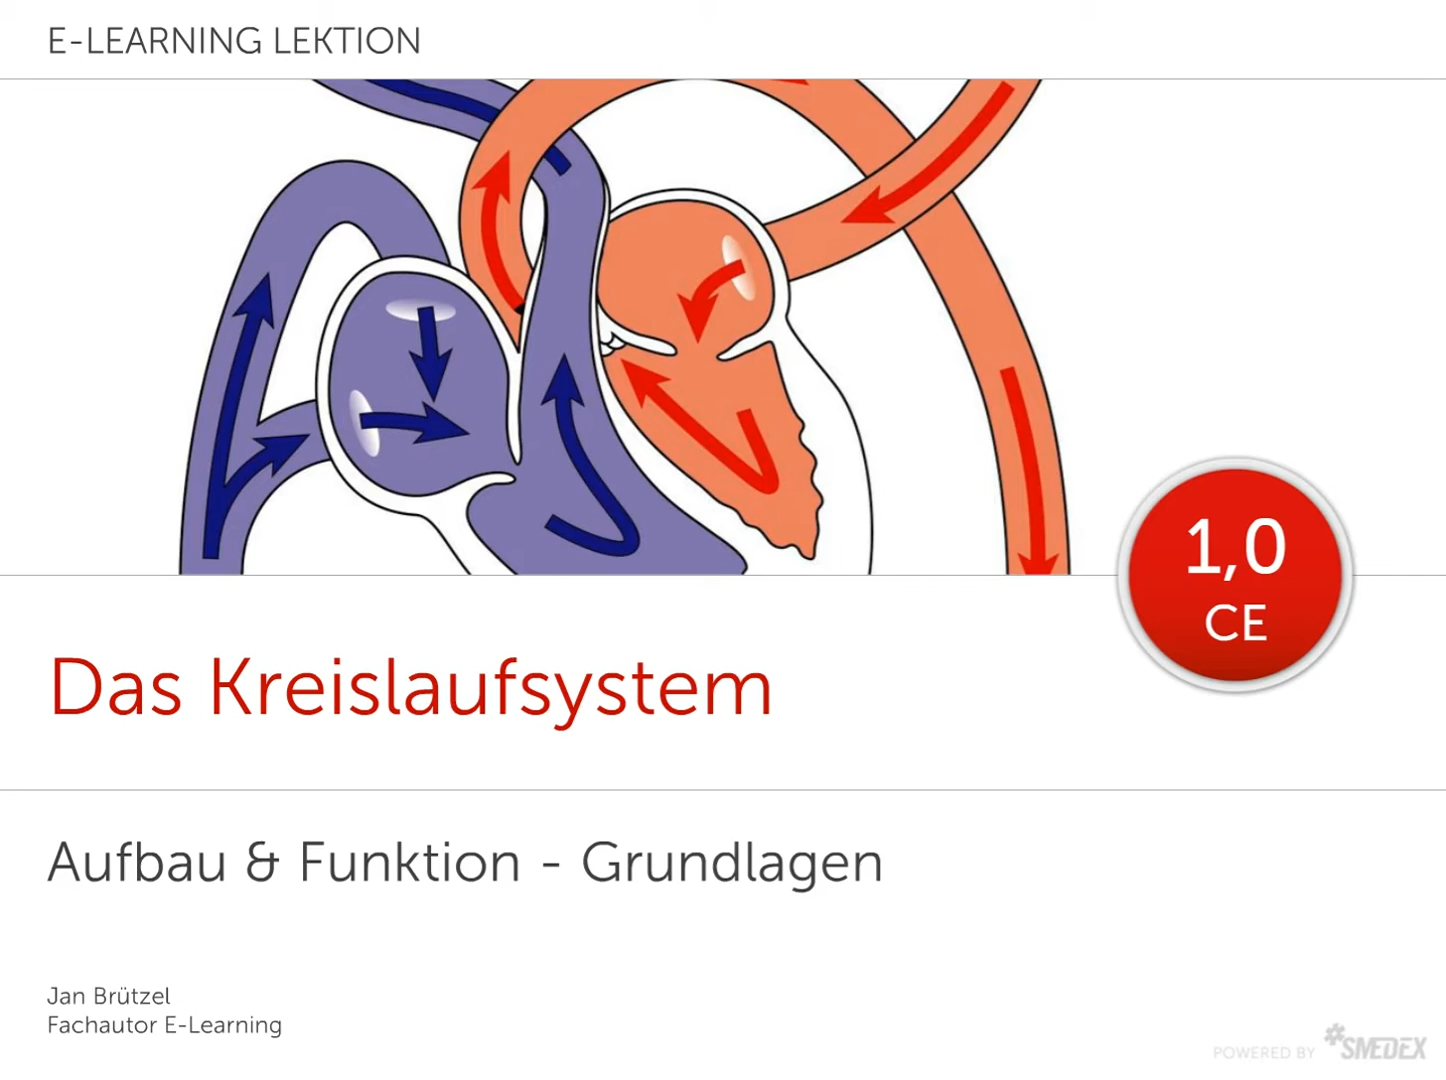 E-LEARNING LEKTION
1,0
CE
Das Kreislaufsystem
Aufbau & Funktion - Grundlagen
Jan Brützel
Fachautor E-Learning
POWERED BY SMEDEX